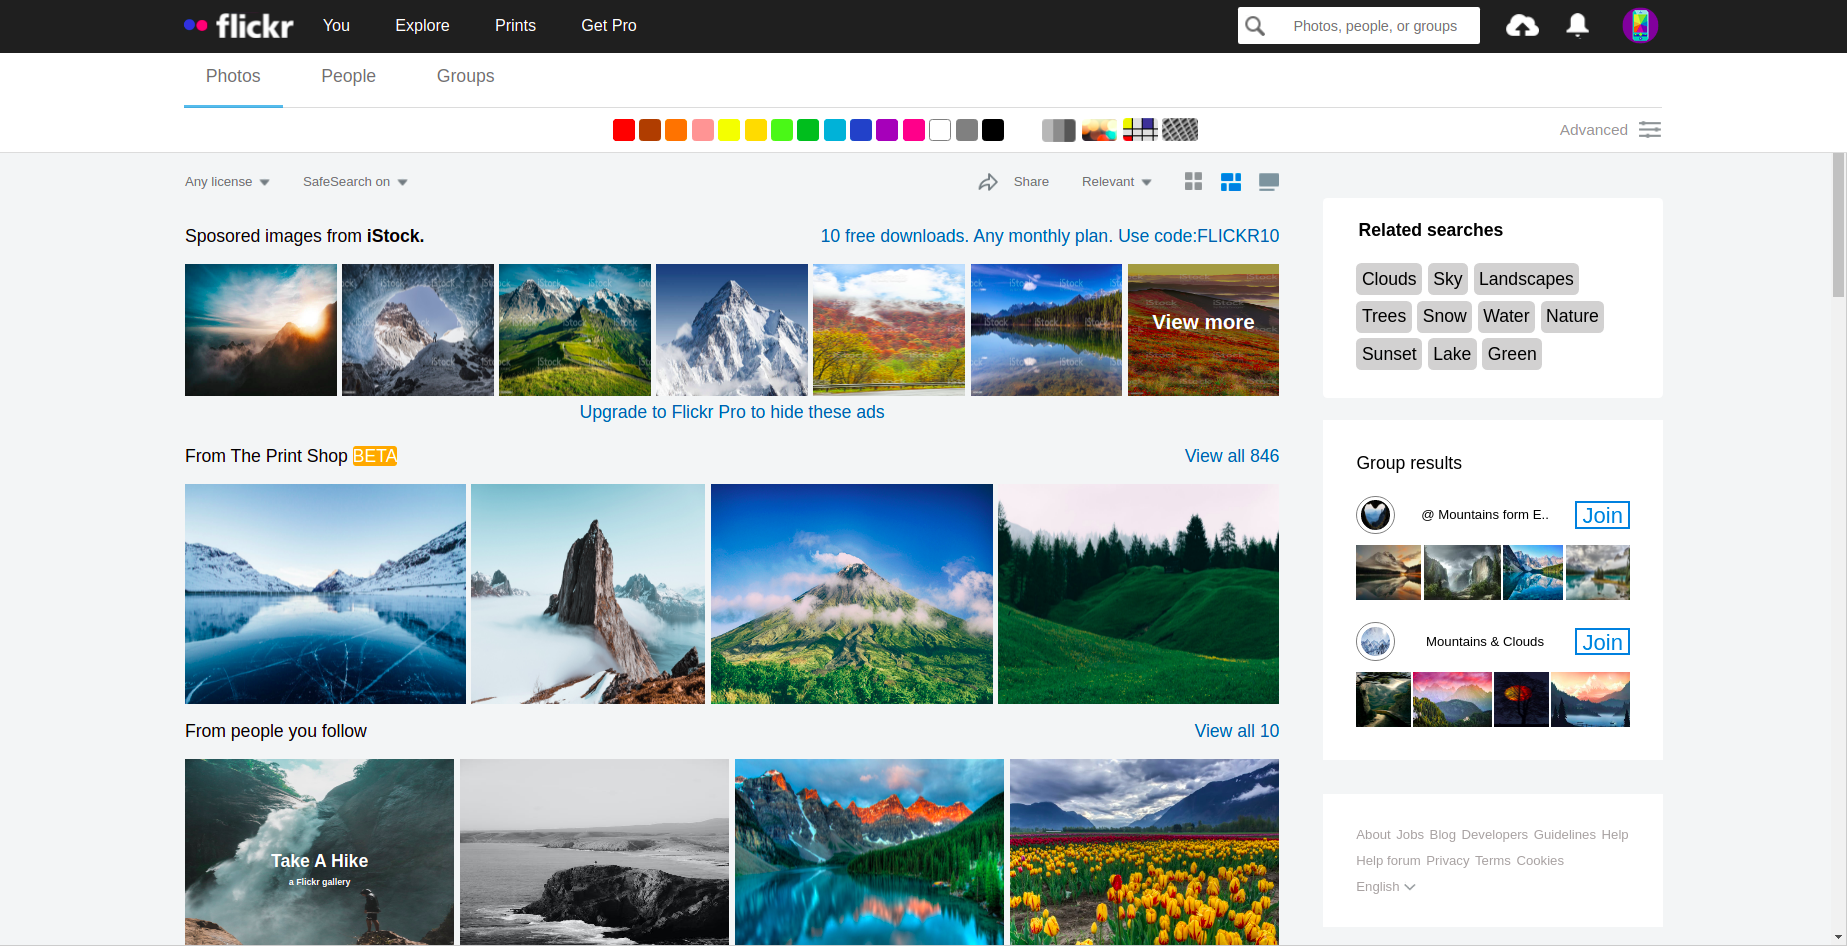 flickr You Explore Prints Get Pro Photos, people, or groups
Photos People Groups
Advanced
Any license SafeSearch on Share Relevant
Sposored images from iStock. 10 free downloads. Any monthly plan. Use code:FLICKR10
View more
Upgrade to Flickr Pro to hide these ads
From The Print Shop BETA View all 846
From people you follow View all 10
Take A Hike
a Flickr gallery
Related searches
Clouds Sky Landscapes
Trees Snow Water Nature
Sunset Lake Green
Group results
@ Mountains form E.. Join
Mountains & Clouds Join
About Jobs Blog Developers Guidelines Help
Help forum Privacy Terms Cookies
English